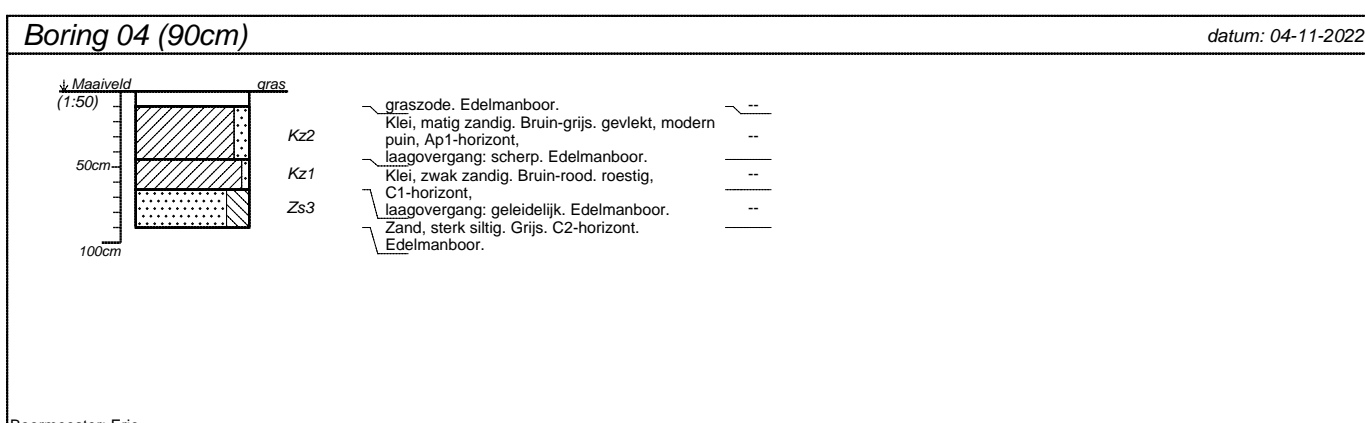 Boring 04 (90cm)
datum: 04-11-2022
Maaiveld
gras
(1:50)
50cm
100cm
Kz2
Kz1
Zs3
graszode. Edelmanboor.
--
Klei, matig zandig. Bruin-grijs. gevlekt, modern
puin, Ap1-horizont,
--
laagovergang: scherp. Edelmanboor.
Klei, zwak zandig. Bruin-rood. roestig,
--
C1-horizont,
laagovergang: geleidelijk. Edelmanboor.
--
Zand, sterk siltig. Grijs. C2-horizont.
Edelmanboor.